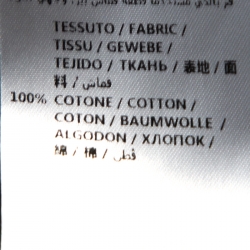 TESSUTO / FABRIC /
TISSU / GEWEBE /
TEJIDO / ТКАНЬ / 表地 / 面
料 / قماش /
100% COTONE / COTTON /
COTON / BAUMWOLLE /
ALGODON / ХЛОПОК /
綿 / 棉 / قطن /